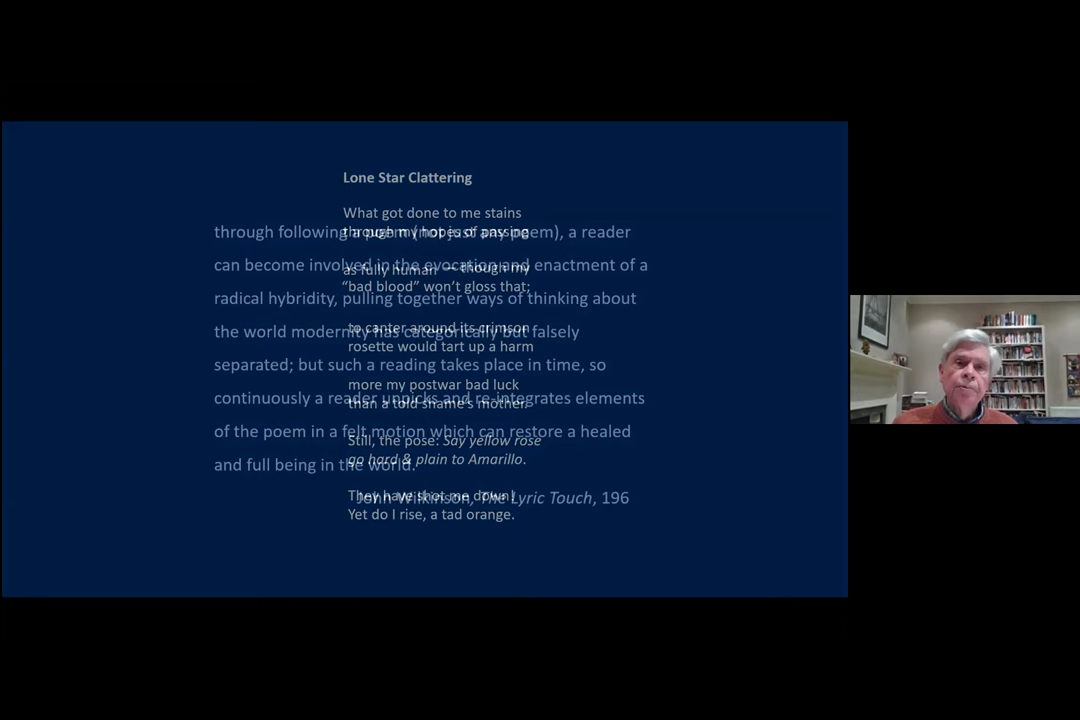 Lone Star Clattering
What got done to me stains
through my hopes of passing
as fully human — though my
“bad blood” won’t gloss that;
to canter around its crimson
rosette would tart up a harm
more my postwar bad luck
than a told shame’s mother.
Still, the pose: Say yellow rose
go hard & plain to Amarillo.
They have shot me down!
Yet do I rise, a tad orange.
through following a poem (not just any poem), a reader
can become involved in the evocation and enactment of a
radical hybridity, pulling together ways of thinking about
the world modernity has categorically but falsely
separated; but such a reading takes place in time, so
continuously a reader unpicks and re-integrates elements
of the poem in a felt motion which can restore a healed
and full being in the world.
John Wilkinson, The Lyric Touch, 196